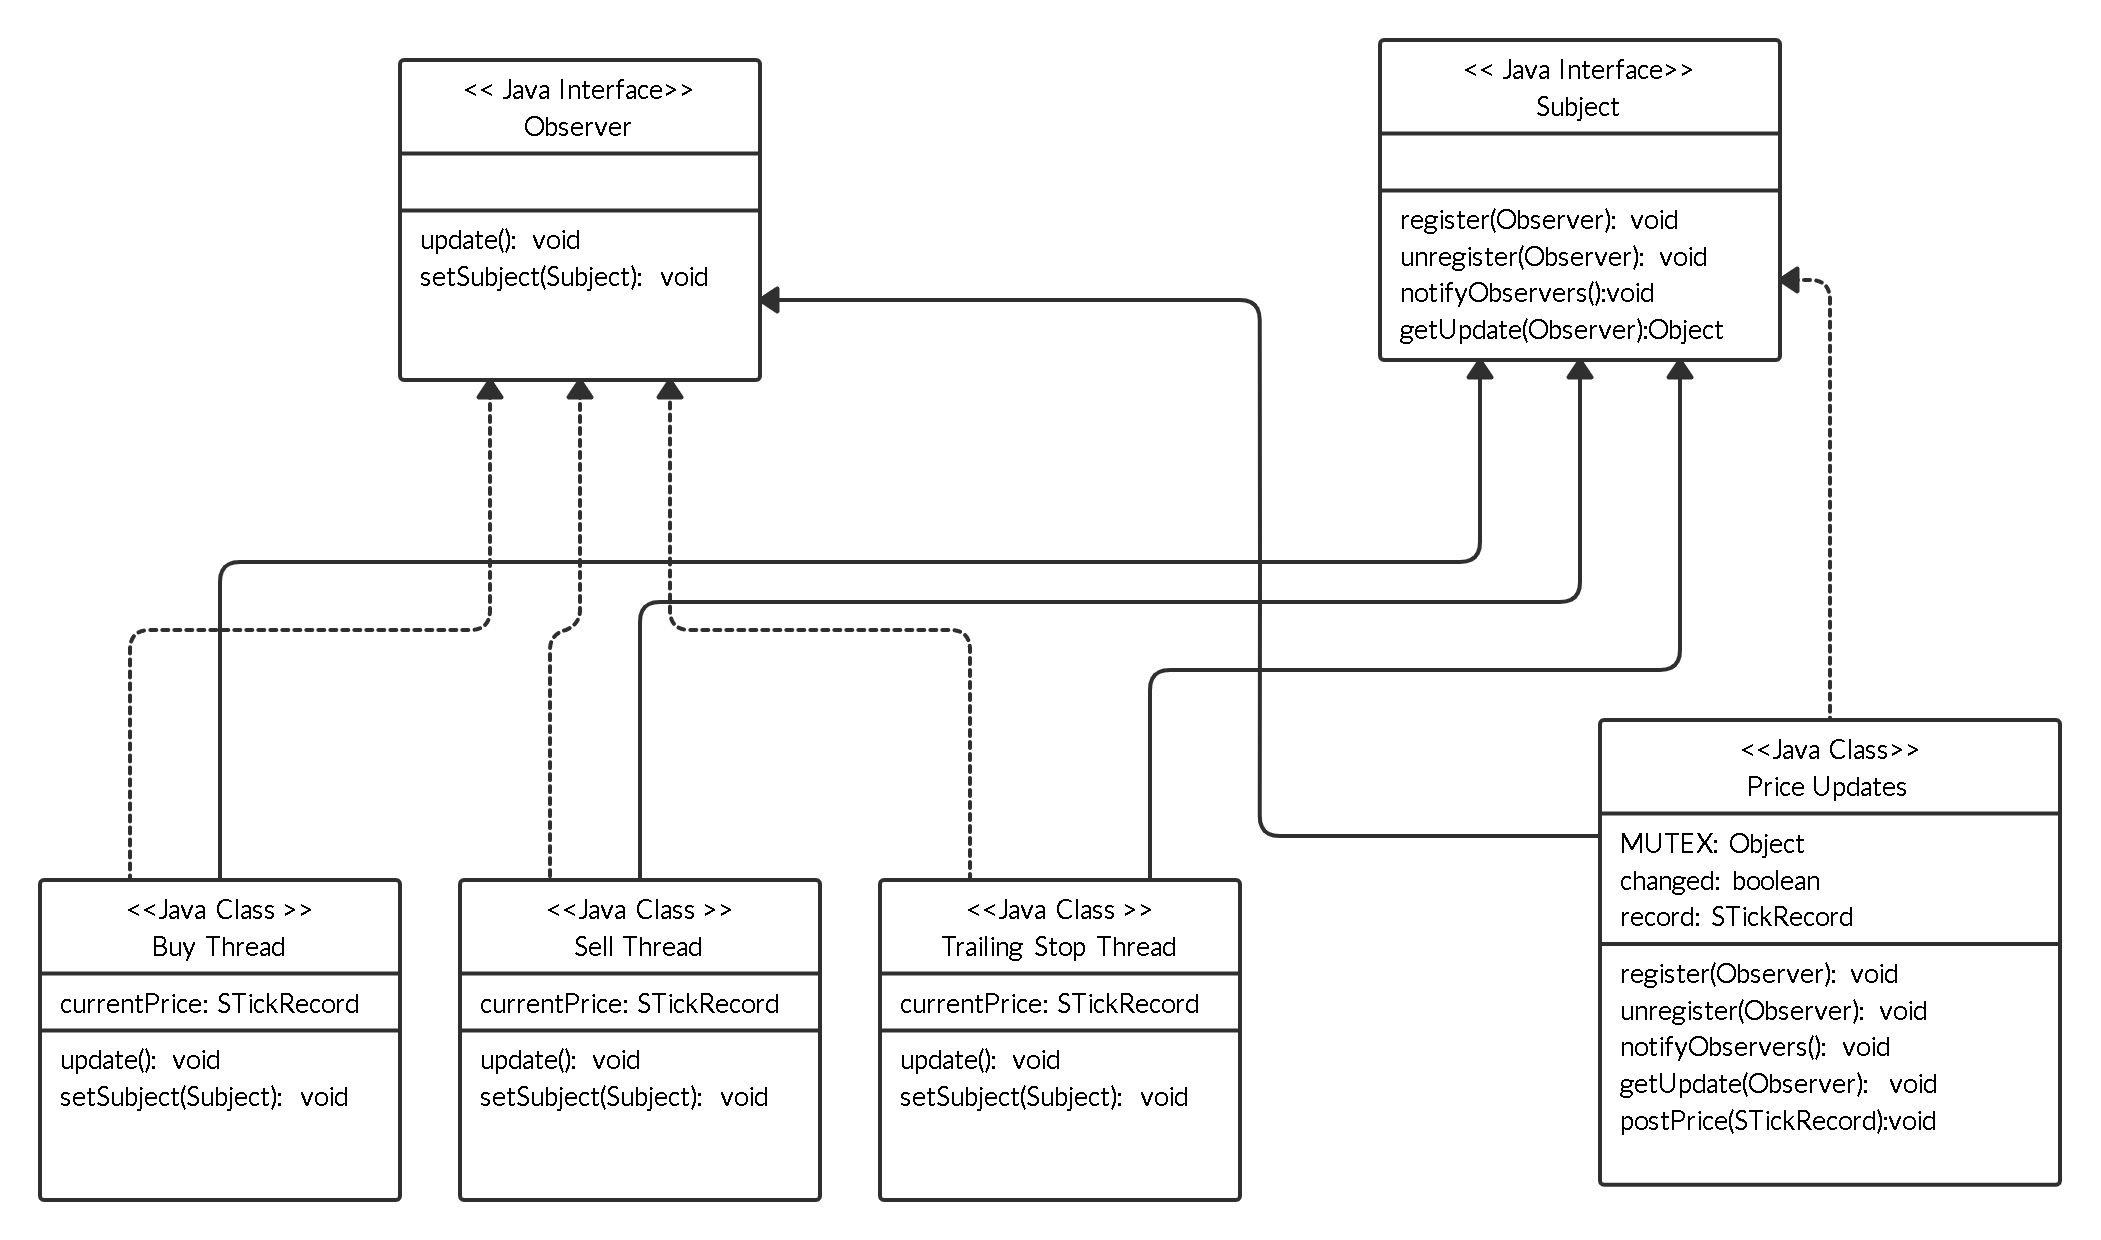 << Java Interface>>
Observer
update(): void
setSubject(Subject): void
<< Java Interface>>
Subject
register(Observer): void
unregister(Observer): void
notifyObservers():void
getUpdate(Observer):Object
<<Java Class >>
Buy Thread
currentPrice: STickRecord
update(): void
setSubject(Subject): void
<<Java Class >>
Sell Thread
currentPrice: STickRecord
update(): void
setSubject(Subject): void
<<Java Class >>
Trailing Stop Thread
currentPrice: STickRecord
update(): void
setSubject(Subject): void
<<Java Class>>
Price Updates
MUTEX: Object
changed: boolean
record: STickRecord
register(Observer): void
unregister(Observer): void
notifyObservers(): void
getUpdate(Observer): void
postPrice(STickRecord):void